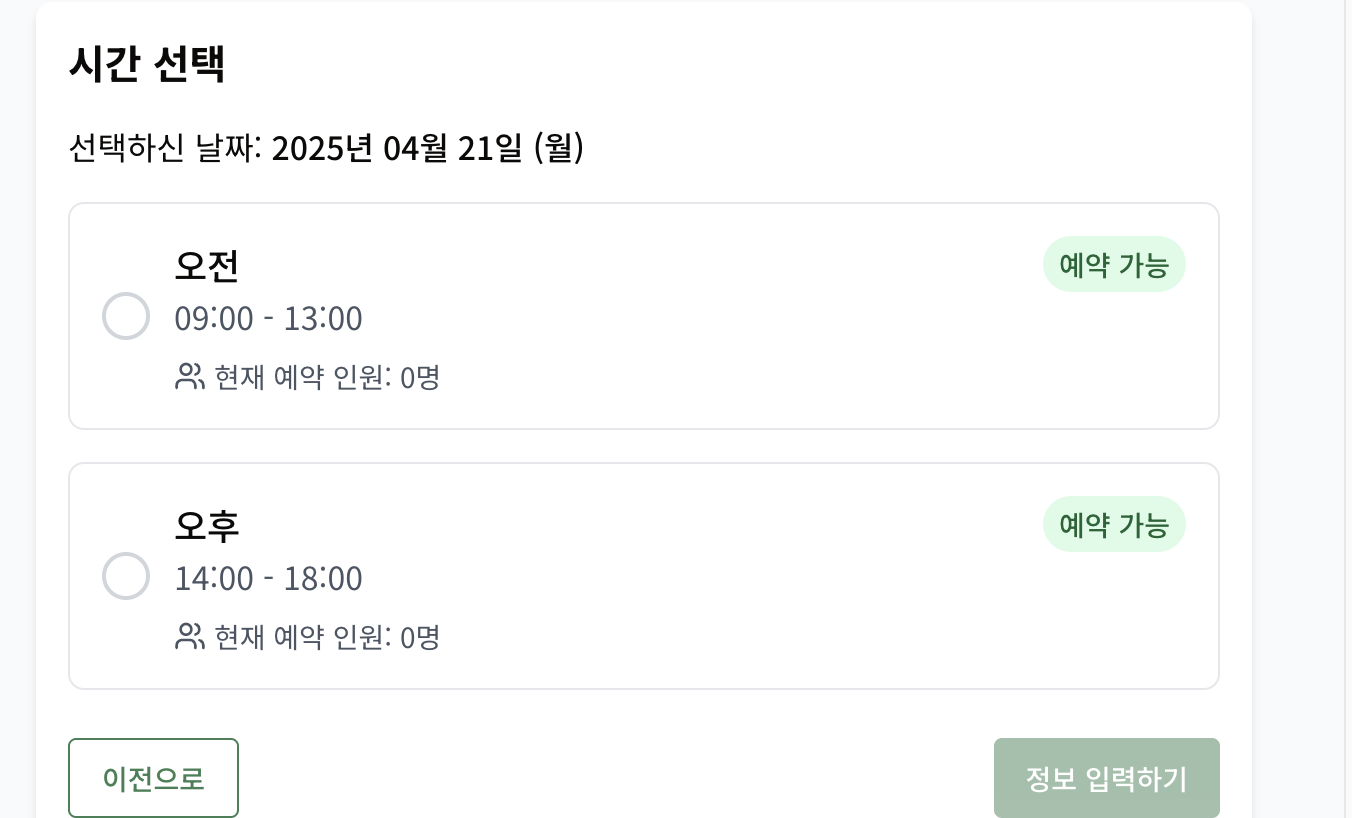 시간 선택
선택하신 날짜: 2025년 04월 21일 (월)
오전
예약 가능
09:00 - 13:00
현재 예약 인원: 0명
오후
예약 가능
14:00 - 18:00
현재 예약 인원: 0명
이전으로
정보 입력하기